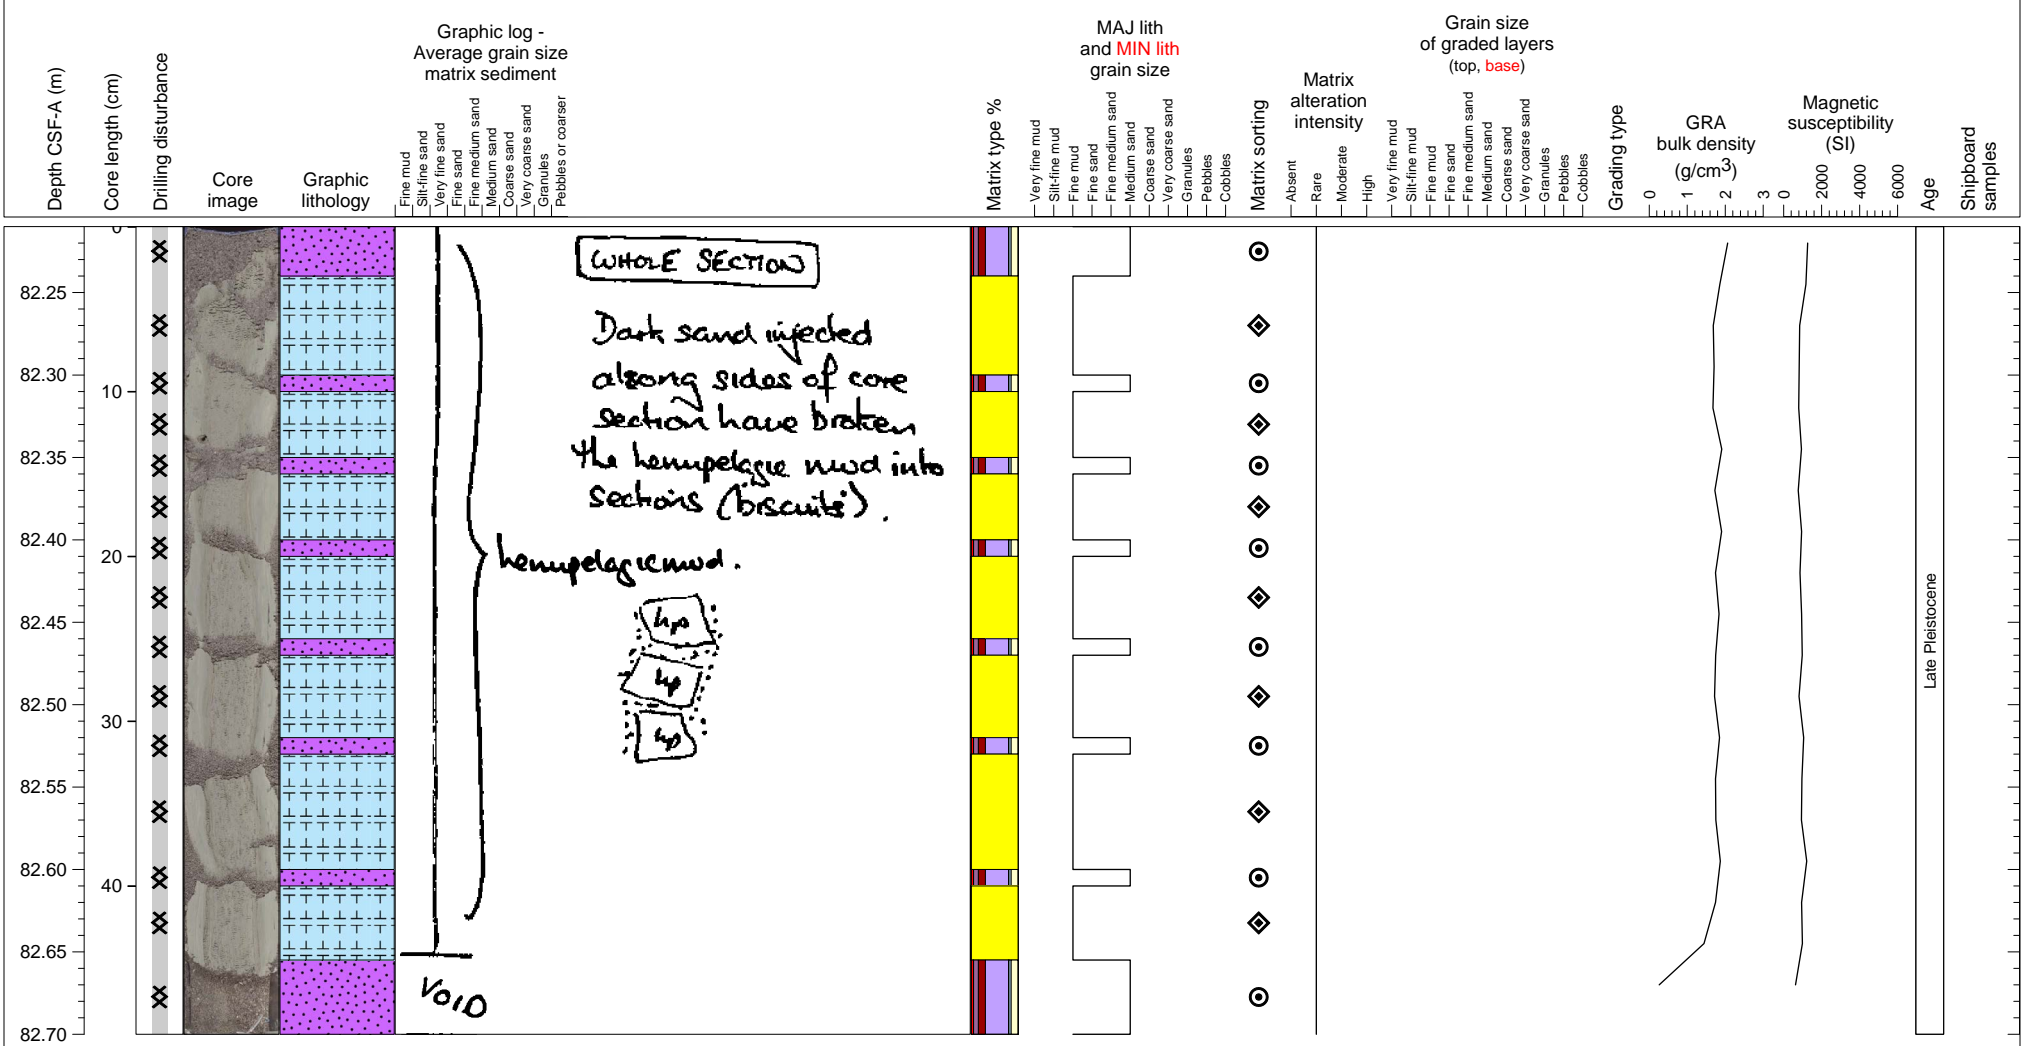 Depth CSF-A (m)
Core length (cm)
Drilling disturbance
Core
image
Graphic
lithology
Graphic log -
Average grain size
matrix sediment
Fine mud
Silt-fine sand
Very fine sand
Fine sand
Fine medium sand
Medium sand
Coarse sand
Very coarse sand
Granules
Pebbles or coarser
Matrix type %
MAJ lith
and MIN lith
grain size
Very fine mud
Silt-fine mud
Fine mud
Fine sand
Fine medium sand
Medium sand
Coarse sand
Very coarse sand
Granules
Pebbles
Cobbles
Matrix sorting
Matrix
alteration
intensity
Absent
Rare
Moderate
High
Grain size
of graded layers
(top, base)
Very fine mud
Silt-fine mud
Fine mud
Fine sand
Fine medium sand
Medium sand
Coarse sand
Very coarse sand
Granules
Pebbles
Cobbles
Grading type
GRA
bulk density
(g/cm3)
0 1 2 3
Magnetic
susceptibility
(SI)
0 2000 4000 6000
Age
Shipboard
samples
0
82.25
82.30
10
82.35
82.40
20
82.45
82.50
30
82.55
82.60
40
82.65
82.70
WHOLE SECTION
Dark sand injected
alsong sides of core
section have broken
the hemipelagic mud into
sections (biscuits).
hemipelagic mud.
hp
hp
hp
VOID
Late Pleistocene